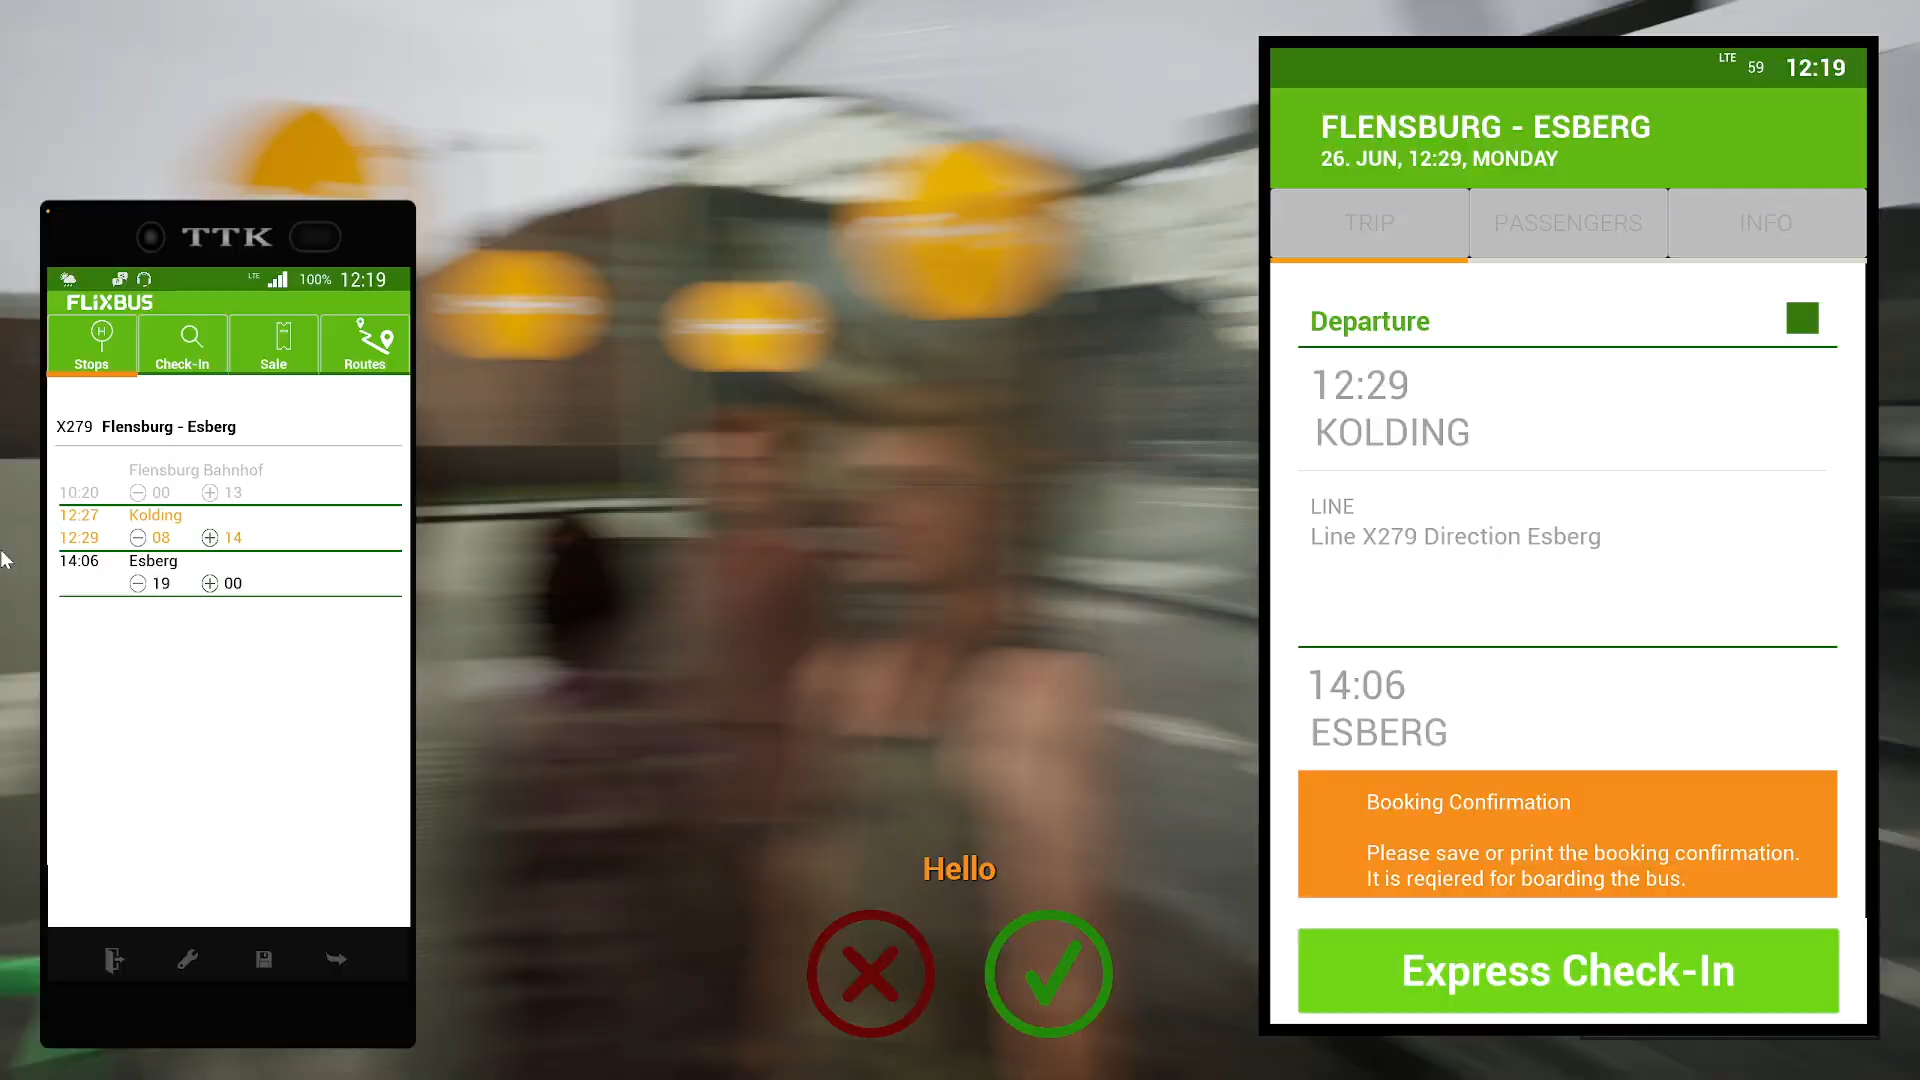 TTK
LTE 100% 12:19
FLiXBUS
H
Stops Check-In Sale Routes
X279 Flensburg - Esberg
Flensburg Bahnhof
10:20 00 13
12:27 Kolding
12:29 08 14
14:06 Esberg
19 00
Hello
LTE 59 12:19
FLENSBURG - ESBERG
26. JUN, 12:29, MONDAY
TRIP PASSENGERS INFO
Departure
12:29
KOLDING
LINE
Line X279 Direction Esberg
14:06
ESBERG
Booking Confirmation
Please save or print the booking confirmation.
It is reqiered for boarding the bus.
Express Check-In